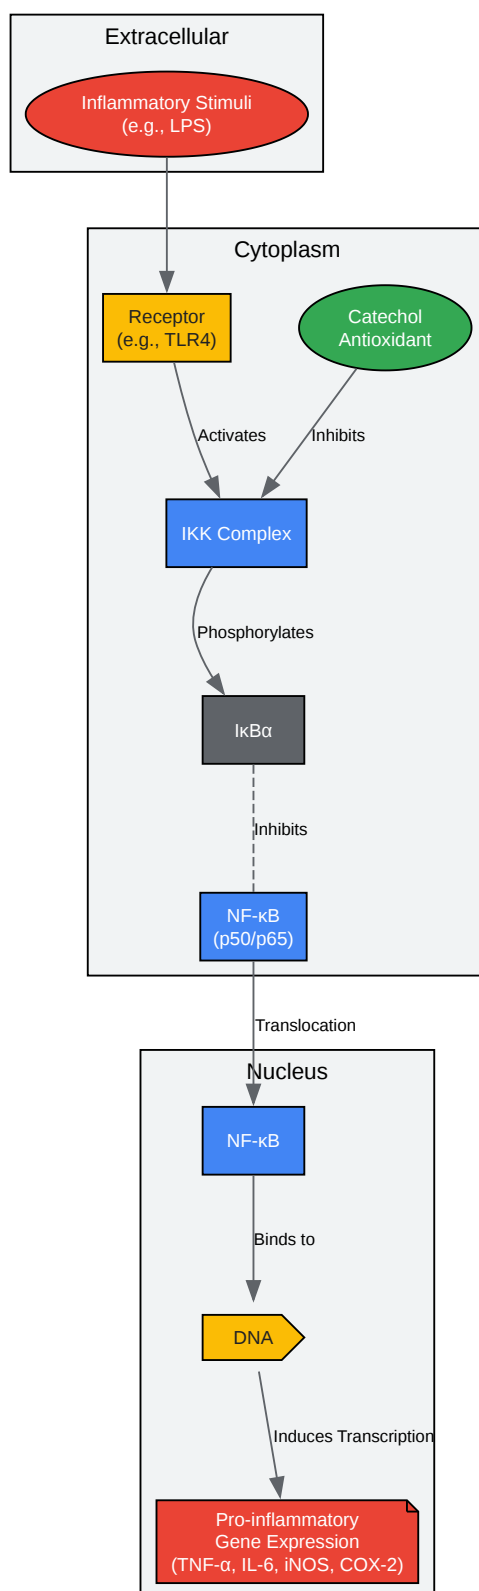 Extracellular
Inflammatory Stimuli
(e.g., LPS)
Cytoplasm
Receptor
(e.g., TLR4)
Catechol
Antioxidant
Activates
Inhibits
IKK Complex
Phosphorylates
IκBα
Inhibits
NF-κB
(p50/p65)
Translocation
Nucleus
NF-κB
Binds to
DNA
Induces Transcription
Pro-inflammatory
Gene Expression
(TNF-α, IL-6, iNOS, COX-2)